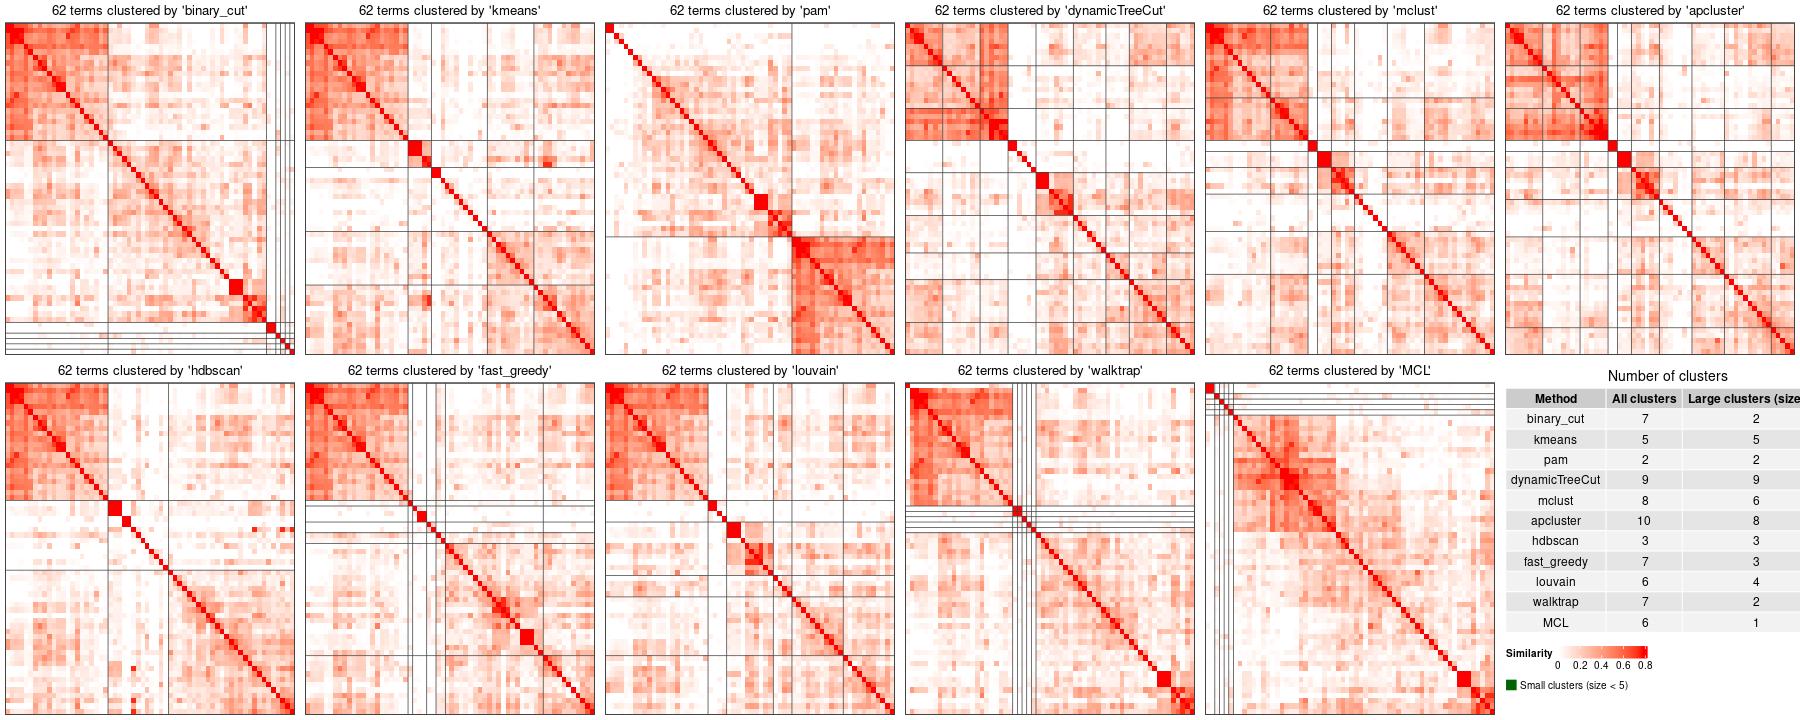 62 terms clustered by 'binary_cut'
62 terms clustered by 'kmeans'
62 terms clustered by 'pam'
62 terms clustered by 'dynamicTreeCut'
62 terms clustered by 'mclust'
62 terms clustered by 'apcluster'
62 terms clustered by 'hdbscan'
62 terms clustered by 'fast_greedy'
62 terms clustered by 'louvain'
62 terms clustered by 'walktrap'
62 terms clustered by 'MCL'
Number of clusters
Method All clusters Large clusters (size
binary_cut 7 2
kmeans 5 5
pam 2 2
dynamicTreeCut 9 9
mclust 8 6
apcluster 10 8
hdbscan 3 3
fast_greedy 7 3
louvain 6 4
walktrap 7 2
MCL 6 1
Similarity
0 0.2 0.4 0.6 0.8
Small clusters (size < 5)